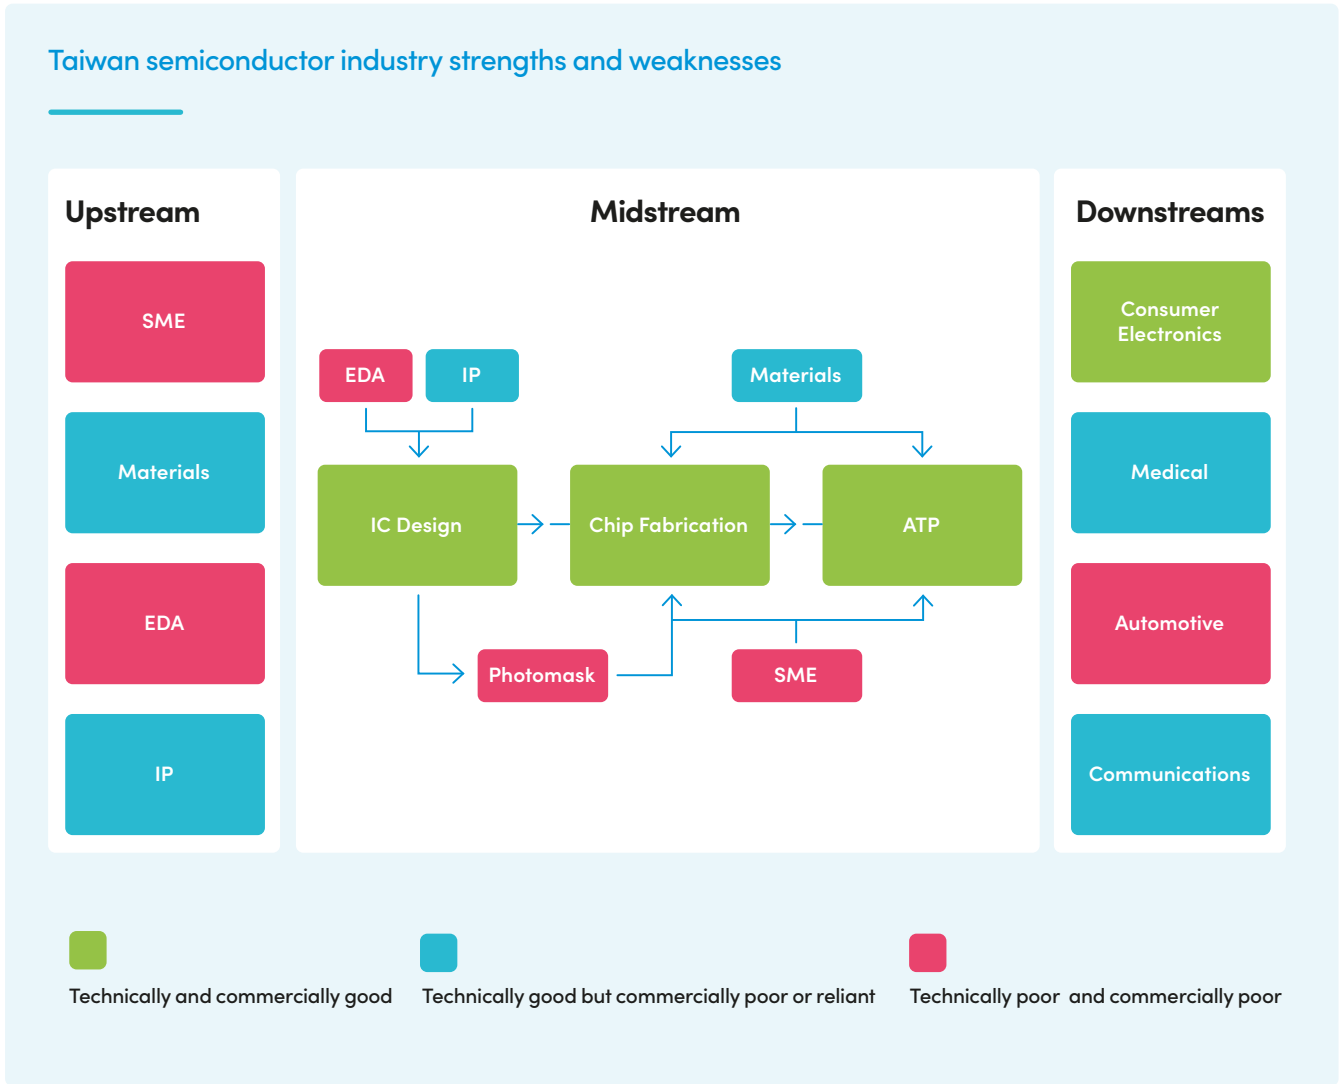 Taiwan semiconductor industry strengths and weaknesses
Upstream
SME
Materials
EDA
IP
Midstream
EDA
IP
Materials
IC Design
Chip Fabrication
ATP
Photomask
SME
Downstreams
Consumer
Electronics
Medical
Automotive
Communications
Technically and commercially good
Technically good but commercially poor or reliant
Technically poor and commercially poor